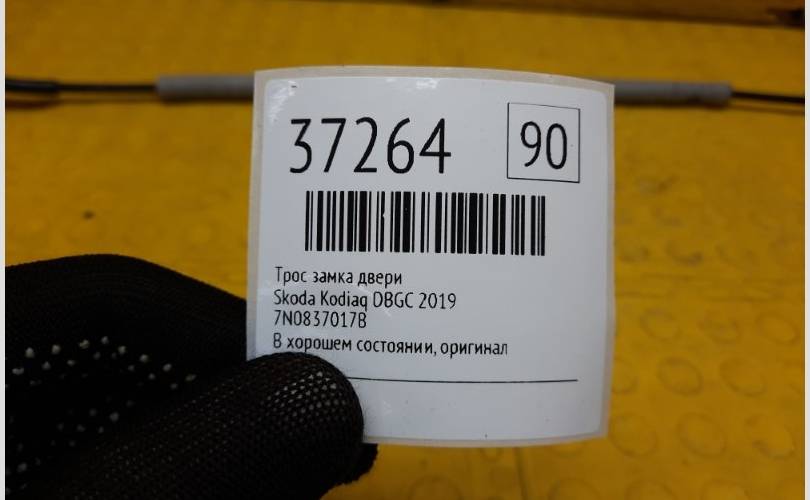 37264 90
Трос замка двери
Skoda Kodiaq DBGC 2019
7N0837017B
В хорошем состоянии, оригинал